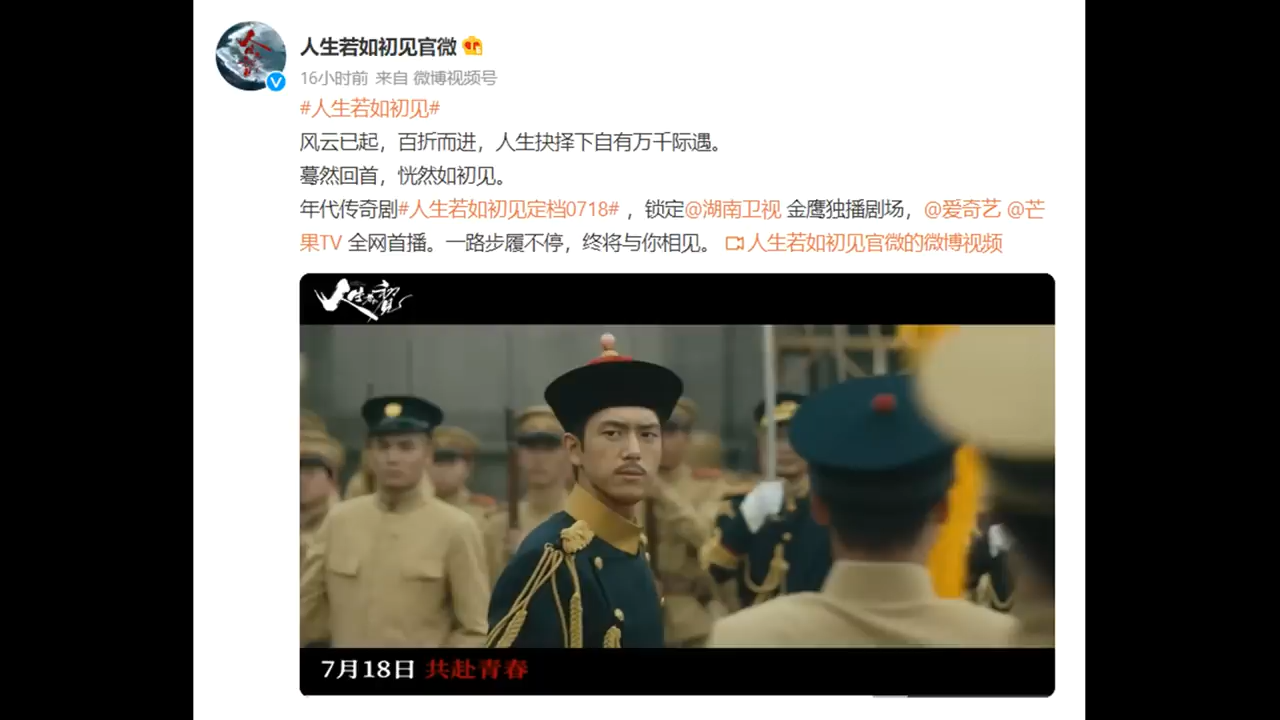 人生若如初见官微
16小时前 来自 微博视频号
#人生若如初见#
风云已起，百折而进，人生抉择下自有万千际遇。
蓦然回首，恍然如初见。
年代传奇剧#人生若如初见定档0718# ，锁定@湖南卫视 金鹰独播剧场，@爱奇艺 @芒
果TV 全网首播。一路步履不停，终将与你相见。 人生若如初见官微的微博视频
7月18日 共赴青春